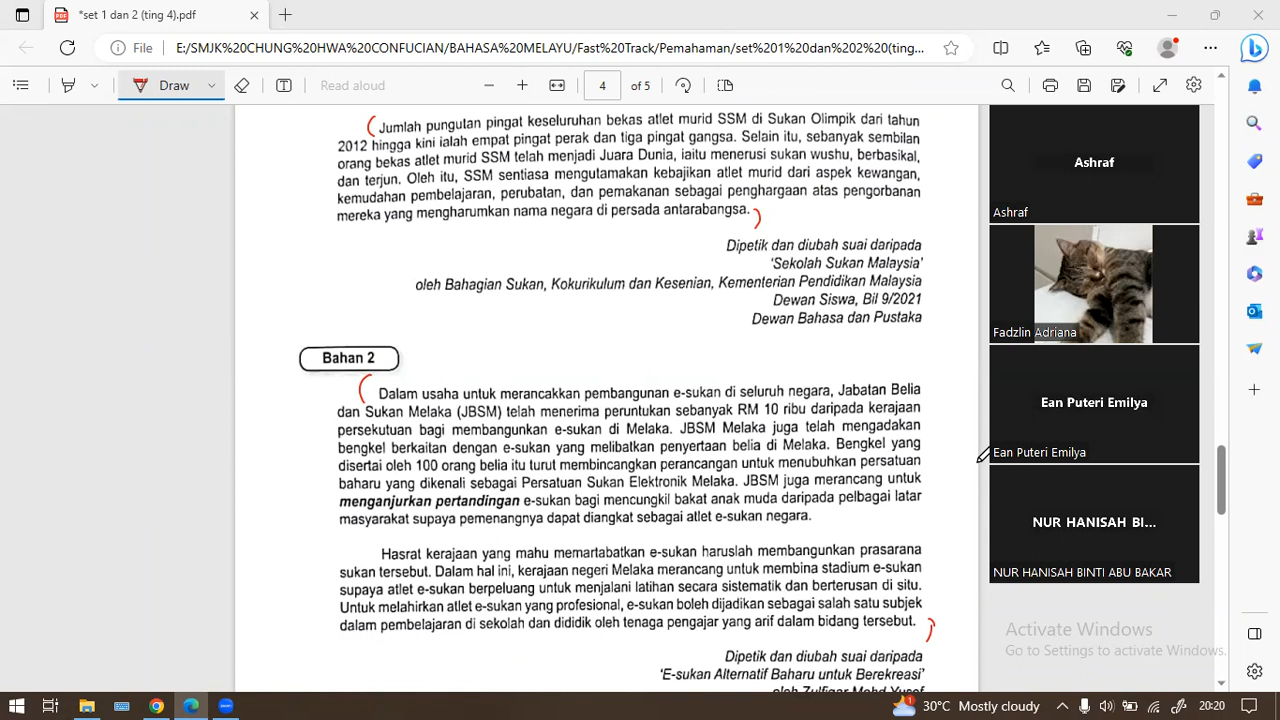 *set 1 dan 2 (ting 4).pdf
File
E:/SMJK%20CHUNG%20HWA%20CONFUCIAN/BAHASA%20MELAYU/Fast%20Track/Pemahaman/set%201%20dan%202%20(ting...
Draw
Read aloud
4
of 5
Jumlah pungutan pingat keseluruhan bekas atlet murid SSM di Sukan Olimpik dari tahun
2012 hingga kini ialah empat pingat perak dan tiga pingat gangsa. Selain itu, sebanyak sembilan
orang bekas atlet murid SSM telah menjadi Juara Dunia, iaitu menerusi sukan wushu, berbasikal,
dan terjun. Oleh itu, SSM sentiasa mengutamakan kebajikan atlet murid dari aspek kewangan,
kemudahan pembelajaran, perubatan, dan pemakanan sebagai penghargaan atas pengorbanan
mereka yang mengharumkan nama negara di persada antarabangsa.
Dipetik dan diubah suai daripada
'Sekolah Sukan Malaysia'
oleh Bahagian Sukan, Kokurikulum dan Kesenian, Kementerian Pendidikan Malaysia
Dewan Siswa, Bil 9/2021
Dewan Bahasa dan Pustaka
Bahan 2
Dalam usaha untuk merancakkan pembangunan e-sukan di seluruh negara, Jabatan Belia
dan Sukan Melaka (JBSM) telah menerima peruntukan sebanyak RM 10 ribu daripada kerajaan
persekutuan bagi membangunkan e-sukan di Melaka. JBSM Melaka juga telah mengadakan
bengkel berkaitan dengan e-sukan yang melibatkan penyertaan belia di Melaka. Bengkel yang
disertai oleh 100 orang belia itu turut membincangkan perancangan untuk menubuhkan persatuan
baharu yang dikenali sebagai Persatuan Sukan Elektronik Melaka. JBSM juga merancang untuk
menganjurkan pertandingan e-sukan bagi mencungkil bakat anak muda daripada pelbagai latar
masyarakat supaya pemenangnya dapat diangkat sebagai atlet e-sukan negara.
Hasrat kerajaan yang mahu memartabatkan e-sukan haruslah membangunkan prasarana
sukan tersebut. Dalam hal ini, kerajaan negeri Melaka merancang untuk membina stadium e-sukan
supaya atlet e-sukan berpeluang untuk menjalani latihan secara sistematik dan berterusan di situ.
Untuk melahirkan atlet e-sukan yang profesional, e-sukan boleh dijadikan sebagai salah satu subjek
dalam pembelajaran di sekolah dan dididik oleh tenaga pengajar yang arif dalam bidang tersebut.
Dipetik dan diubah suai daripada
'E-sukan Alternatif Baharu untuk Berekreasi'
oleh Zulfiqar Mohd Yusof
Ashraf
Ashraf
Fadzlin Adriana
Ean Puteri Emilya
Ean Puteri Emilya
NUR HANISAH BI...
NUR HANISAH BINTI ABU BAKAR
Activate Windows
Go to Settings to activate Windows.
1
30°C Mostly cloudy
20:20